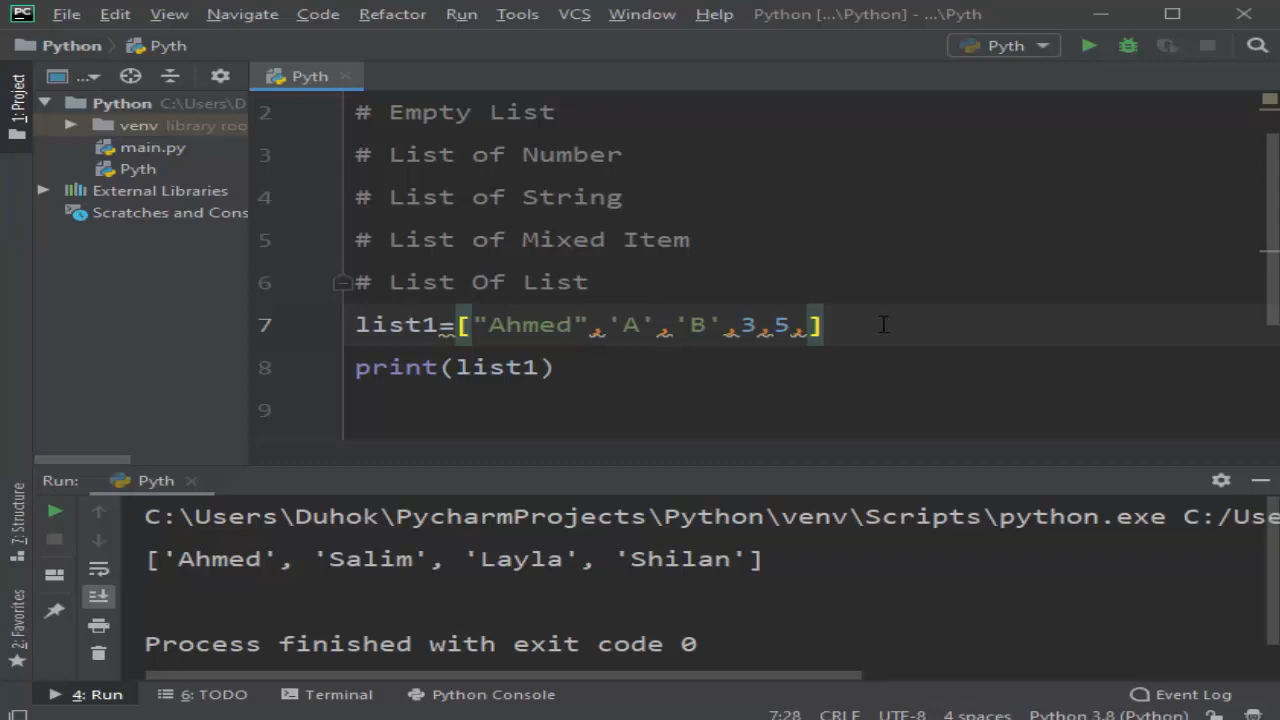 PC File Edit View Navigate Code Refactor Run Tools VCS Window Help Python [...\Python] - ...\Pyth
Python Pyth Pyth
1: Project
... Pyth
Python C:\Users\D
venv library roo
main.py
Pyth
External Libraries
Scratches and Cons
2 # Empty List
3 # List of Number
4 # List of String
5 # List of Mixed Item
6 # List Of List
7 list1=["Ahmed",'A','B',3,5,]
8 print(list1)
9
Run: Pyth
C:\Users\Duhok\PycharmProjects\Python\venv\Scripts\python.exe C:/Use
['Ahmed', 'Salim', 'Layla', 'Shilan']
Process finished with exit code 0
7: Structure
2: Favorites
4: Run 6: TODO Terminal Python Console Event Log
7:28 CRLF UTF-8 4 spaces Python 3.8 (Python)